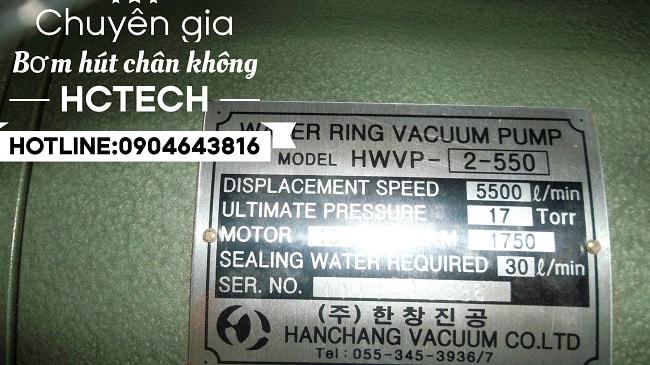 Chuyên gia
Bơm hút chân không
HCTECH
HOTLINE:0904643816
WATER RING VACUUM PUMP
MODEL HWVP- 2-550
DISPLACEMENT SPEED 5500 ℓ/min
ULTIMATE PRESSURE 17 Torr
MOTOR 1750
SEALING WATER REQUIRED 30 ℓ/min
SER. NO.
(주) 한창진공
HANCHANG VACUUM CO.LTD
Tel : 055-345-3936/7